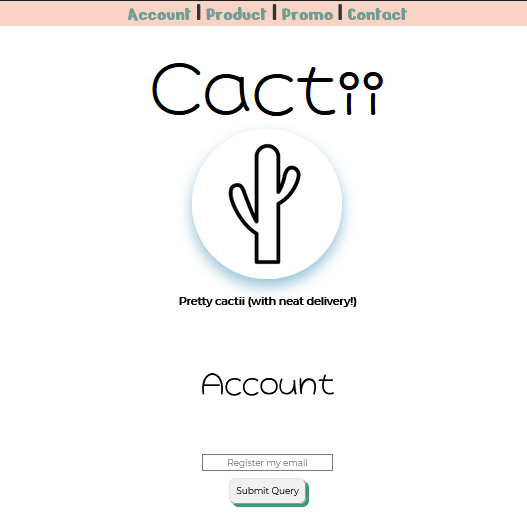 Account | Product | Promo | Contact
Cactii
Pretty cactii (with neat delivery!)
Account
Register my email
Submit Query